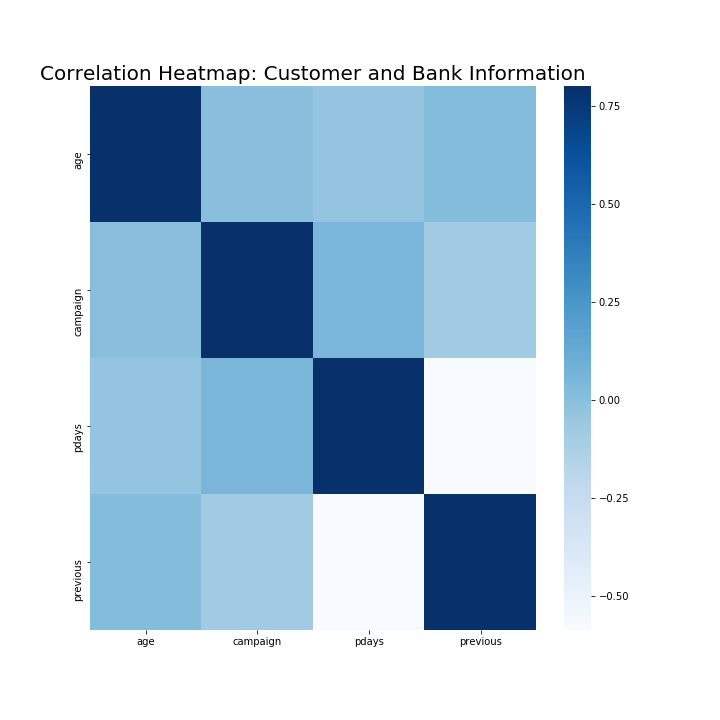 Correlation Heatmap: Customer and Bank Information
age
campaign
pdays
previous
age
campaign
pdays
previous
0.75
0.50
0.25
0.00
−0.25
−0.50